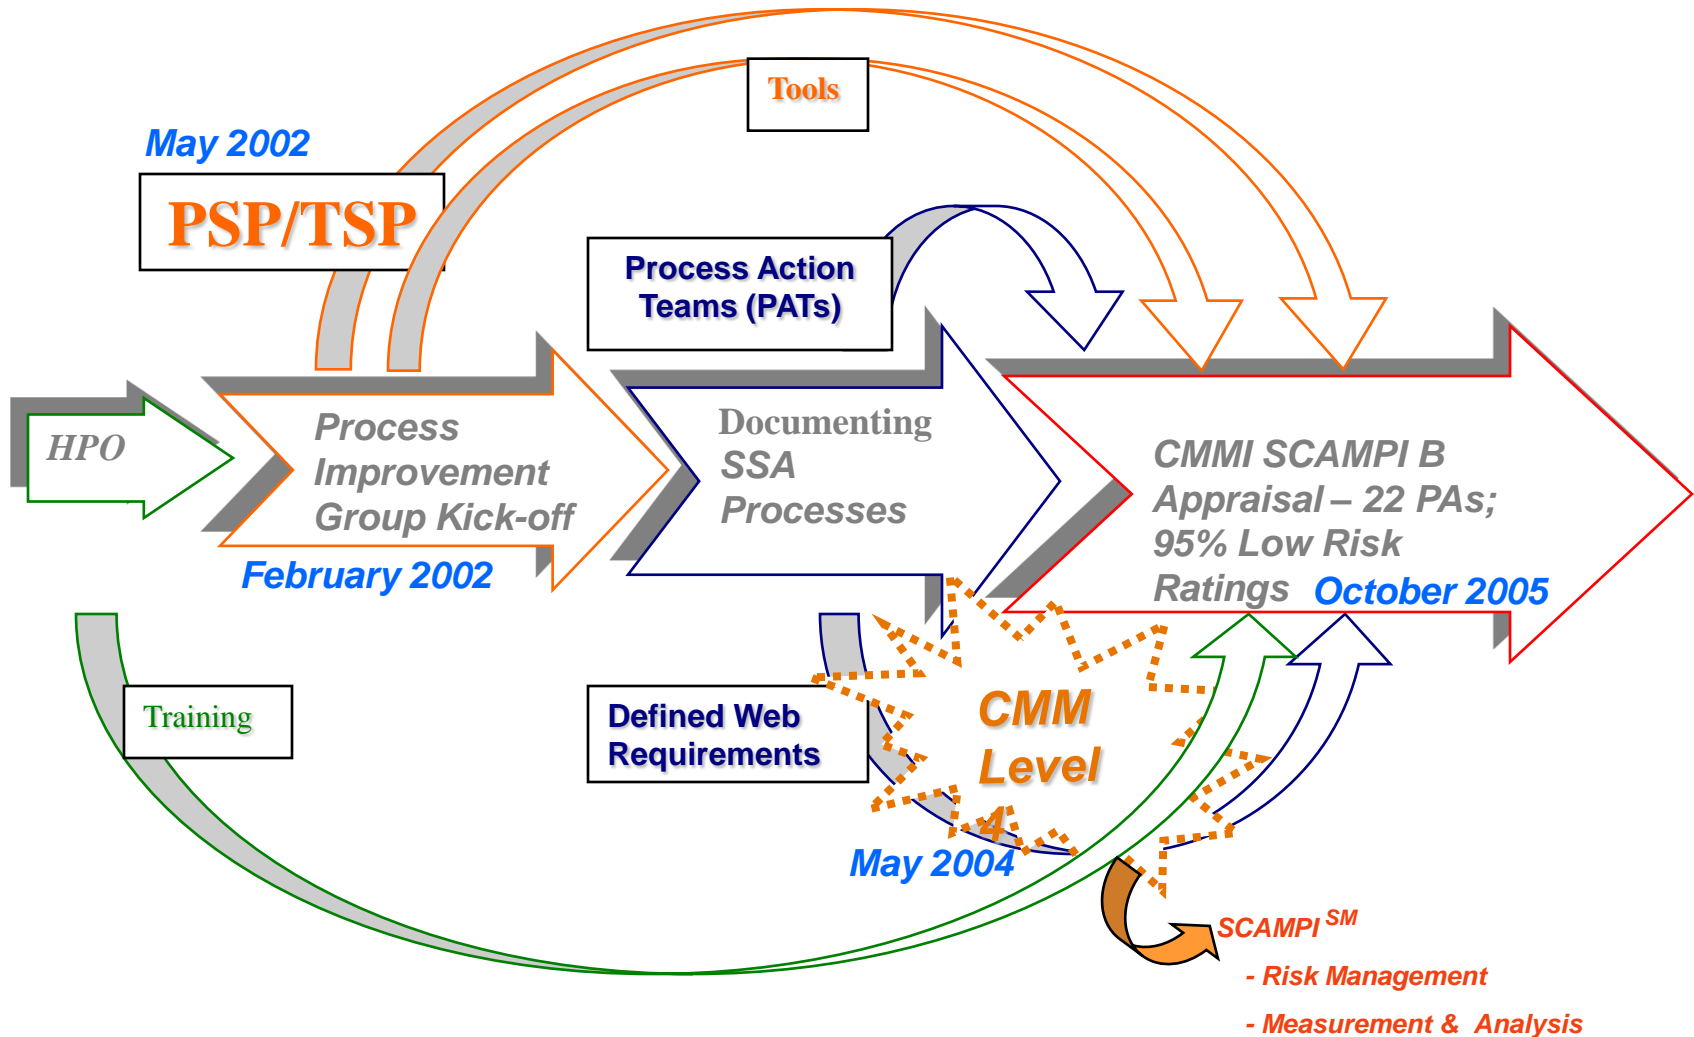 Tools
May 2002
PSP/TSP
Process Action
Teams (PATs)
HPO
Process
Improvement
Group Kick-off
February 2002
Documenting
SSA
Processes
CMMI SCAMPI B
Appraisal – 22 PAs;
95% Low Risk
Ratings
October 2005
Training
Defined Web
Requirements
CMM
Level
4
May 2004
SCAMPI SM
- Risk Management
- Measurement & Analysis